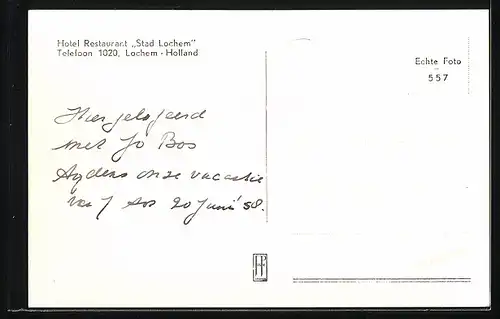 Hotel Restaurant „Stad Lochem"
Telefoon 1020, Lochem - Holland
Echte Foto
557
Hier gelogeerd
met Jo Bos
tijdens onze vacantie
van 7 tot 20 Juni '58.